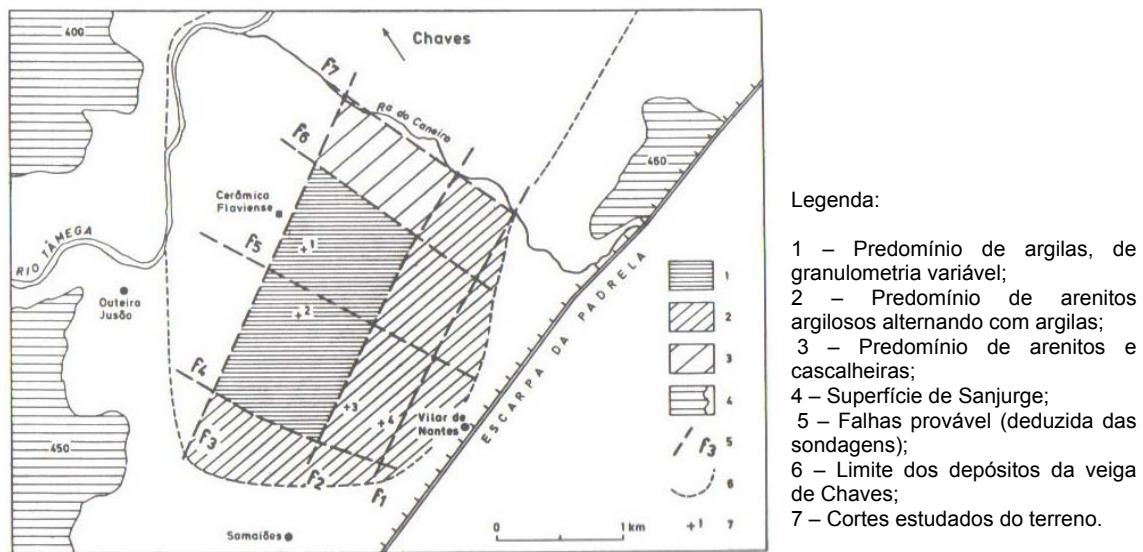 400
Chaves
F7
Rª do Caneiro
F6
460
Cerâmica
Flaviense
+1
F5
RIO TÂMEGA
+2
Outeiro
Jusão
F4
+3
+4
Vilar de
Nantes
ESCARPA DA PADRELA
450
F3
F2
F1
Samaiões
0 1 km
1
2
3
4
F3 5
6
+1 7
Legenda:
1 – Predomínio de argilas, de
granulometria variável;
2 – Predomínio de arenitos
argilosos alternando com argilas;
3 – Predomínio de arenitos e
cascalheiras;
4 – Superfície de Sanjurge;
5 – Falhas provável (deduzida das
sondagens);
6 – Limite dos depósitos da veiga
de Chaves;
7 – Cortes estudados do terreno.